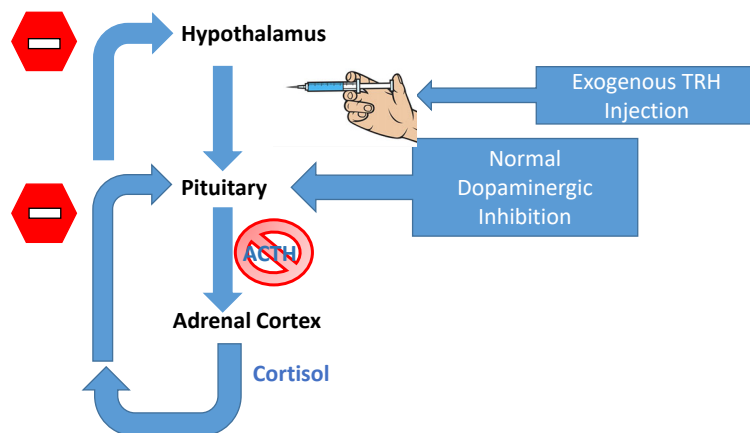 Hypothalamus
Exogenous TRH
Injection
Pituitary
Normal
Dopaminergic
Inhibition
ACTH
Adrenal Cortex
Cortisol